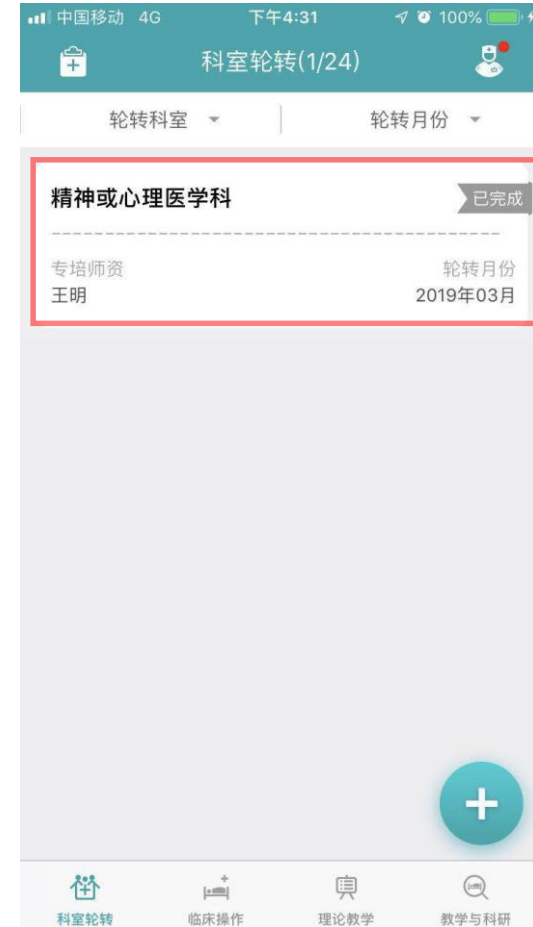 中国移动 4G 下午4:31 100%
科室轮转(1/24)
轮转科室 轮转月份
精神或心理医学科 已完成
专培师资 轮转月份
王明 2019年03月
科室轮转 临床操作 理论教学 教学与科研